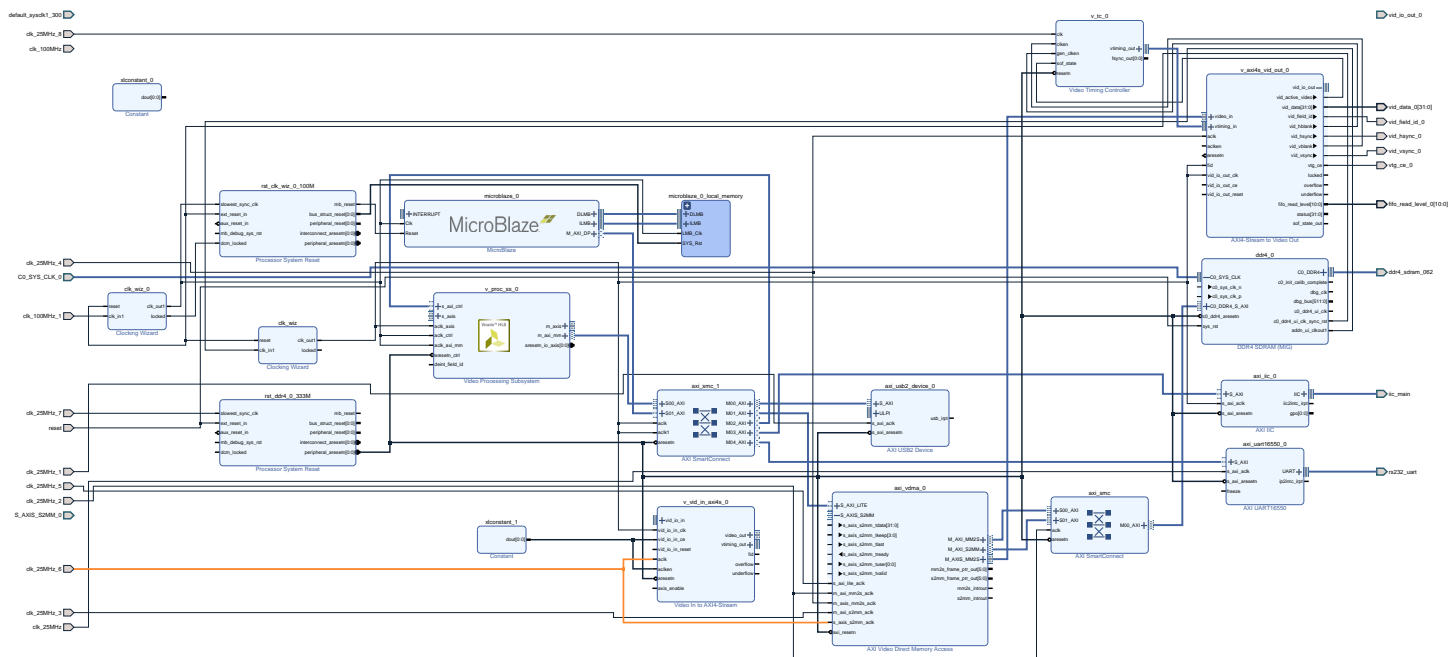 default_sysclk1_300
clk_25MHz_8
clk_100MHz
xlconstant_0
dout[0:0]
Constant
v_tc_0
clk
clken
gen_clken
sof_state
resetn
vtiming_out
fsync_out[0:0]
Video Timing Controller
vid_io_out_0
v_axi4s_vid_out_0
video_in
vtiming_in
aclk
aclken
aresetn
fid
vid_io_out_clk
vid_io_out_ce
vid_io_out_reset
vid_io_out
vid_active_video
vid_data[31:0]
vid_field_id
vid_hblank
vid_hsync
vid_vblank
vid_vsync
vtg_ce
locked
overflow
underflow
fifo_read_level[10:0]
status[31:0]
sof_state_out
AXI4-Stream to Video Out
vid_data_0[31:0]
vid_field_id_0
vid_hsync_0
vid_vsync_0
vtg_ce_0
fifo_read_level_0[10:0]
rst_clk_wiz_0_100M
slowest_sync_clk
ext_reset_in
aux_reset_in
mb_debug_sys_rst
dcm_locked
mb_reset
bus_struct_reset[0:0]
peripheral_reset[0:0]
interconnect_aresetn[0:0]
peripheral_aresetn[0:0]
Processor System Reset
microblaze_0
INTERRUPT
Clk
Reset
MicroBlaze
DLMB
ILMB
M_AXI_DP
MicroBlaze
microblaze_0_local_memory
DLMB
ILMB
LMB_Clk
SYS_Rst
clk_25MHz_4
C0_SYS_CLK_0
clk_100MHz_1
clk_wiz_0
reset
clk_in1
clk_out1
locked
Clocking Wizard
clk_wiz
reset
clk_in1
clk_out1
locked
Clocking Wizard
v_proc_ss_0
s_axi_ctrl
s_axis
aclk_axis
aclk_ctrl
aclk_axi_mm
aresetn_ctrl
deint_field_id
m_axis
m_axi_mm
aresetn_io_axis[0:0]
Video Processing Subsystem
ddr4_0
C0_SYS_CLK
c0_sys_clk_n
c0_sys_clk_p
C0_DDR4_S_AXI
c0_ddr4_aresetn
sys_rst
C0_DDR4
c0_init_calib_complete
dbg_clk
dbg_bus[511:0]
c0_ddr4_ui_clk
c0_ddr4_ui_clk_sync_rst
addn_ui_clkout1
DDR4 SDRAM (MIG)
ddr4_sdram_062
clk_25MHz_7
reset
rst_ddr4_0_333M
slowest_sync_clk
ext_reset_in
aux_reset_in
mb_debug_sys_rst
dcm_locked
mb_reset
bus_struct_reset[0:0]
peripheral_reset[0:0]
interconnect_aresetn[0:0]
peripheral_aresetn[0:0]
Processor System Reset
axi_smc_1
S00_AXI
S01_AXI
aclk
aclk1
aresetn
M00_AXI
M01_AXI
M02_AXI
M03_AXI
M04_AXI
AXI SmartConnect
axi_usb2_device_0
S_AXI
ULPI
s_axi_aclk
s_axi_aresetn
usb_irpt
AXI USB2 Device
axi_iic_0
S_AXI
s_axi_aclk
s_axi_aresetn
IIC
iic2intc_irpt
gpo[0:0]
AXI IIC
iic_main
axi_uart16550_0
S_AXI
s_axi_aclk
s_axi_aresetn
freeze
UART
ip2intc_irpt
AXI UART16550
rs232_uart
clk_25MHz_1
clk_25MHz_5
clk_25MHz_2
S_AXIS_S2MM_0
clk_25MHz_6
clk_25MHz_3
clk_25MHz
xlconstant_1
dout[0:0]
Constant
v_vid_in_axi4s_0
vid_io_in
vid_io_in_clk
vid_io_in_ce
vid_io_in_reset
aclk
aclken
aresetn
axis_enable
video_out
vtiming_out
fid
overflow
underflow
Video In to AXI4-Stream
axi_vdma_0
S_AXI_LITE
S_AXIS_S2MM
s_axis_s2mm_tdata[31:0]
s_axis_s2mm_tkeep[3:0]
s_axis_s2mm_tlast
s_axis_s2mm_tready
s_axis_s2mm_tuser[0:0]
s_axis_s2mm_tvalid
s_axi_lite_aclk
m_axi_mm2s_aclk
m_axis_mm2s_aclk
m_axi_s2mm_aclk
s_axis_s2mm_aclk
axi_resetn
M_AXI_MM2S
M_AXI_S2MM
M_AXIS_MM2S
mm2s_frame_ptr_out[5:0]
s2mm_frame_ptr_out[5:0]
mm2s_introut
s2mm_introut
AXI Video Direct Memory Access
axi_smc
S00_AXI
S01_AXI
aclk
aresetn
M00_AXI
AXI SmartConnect